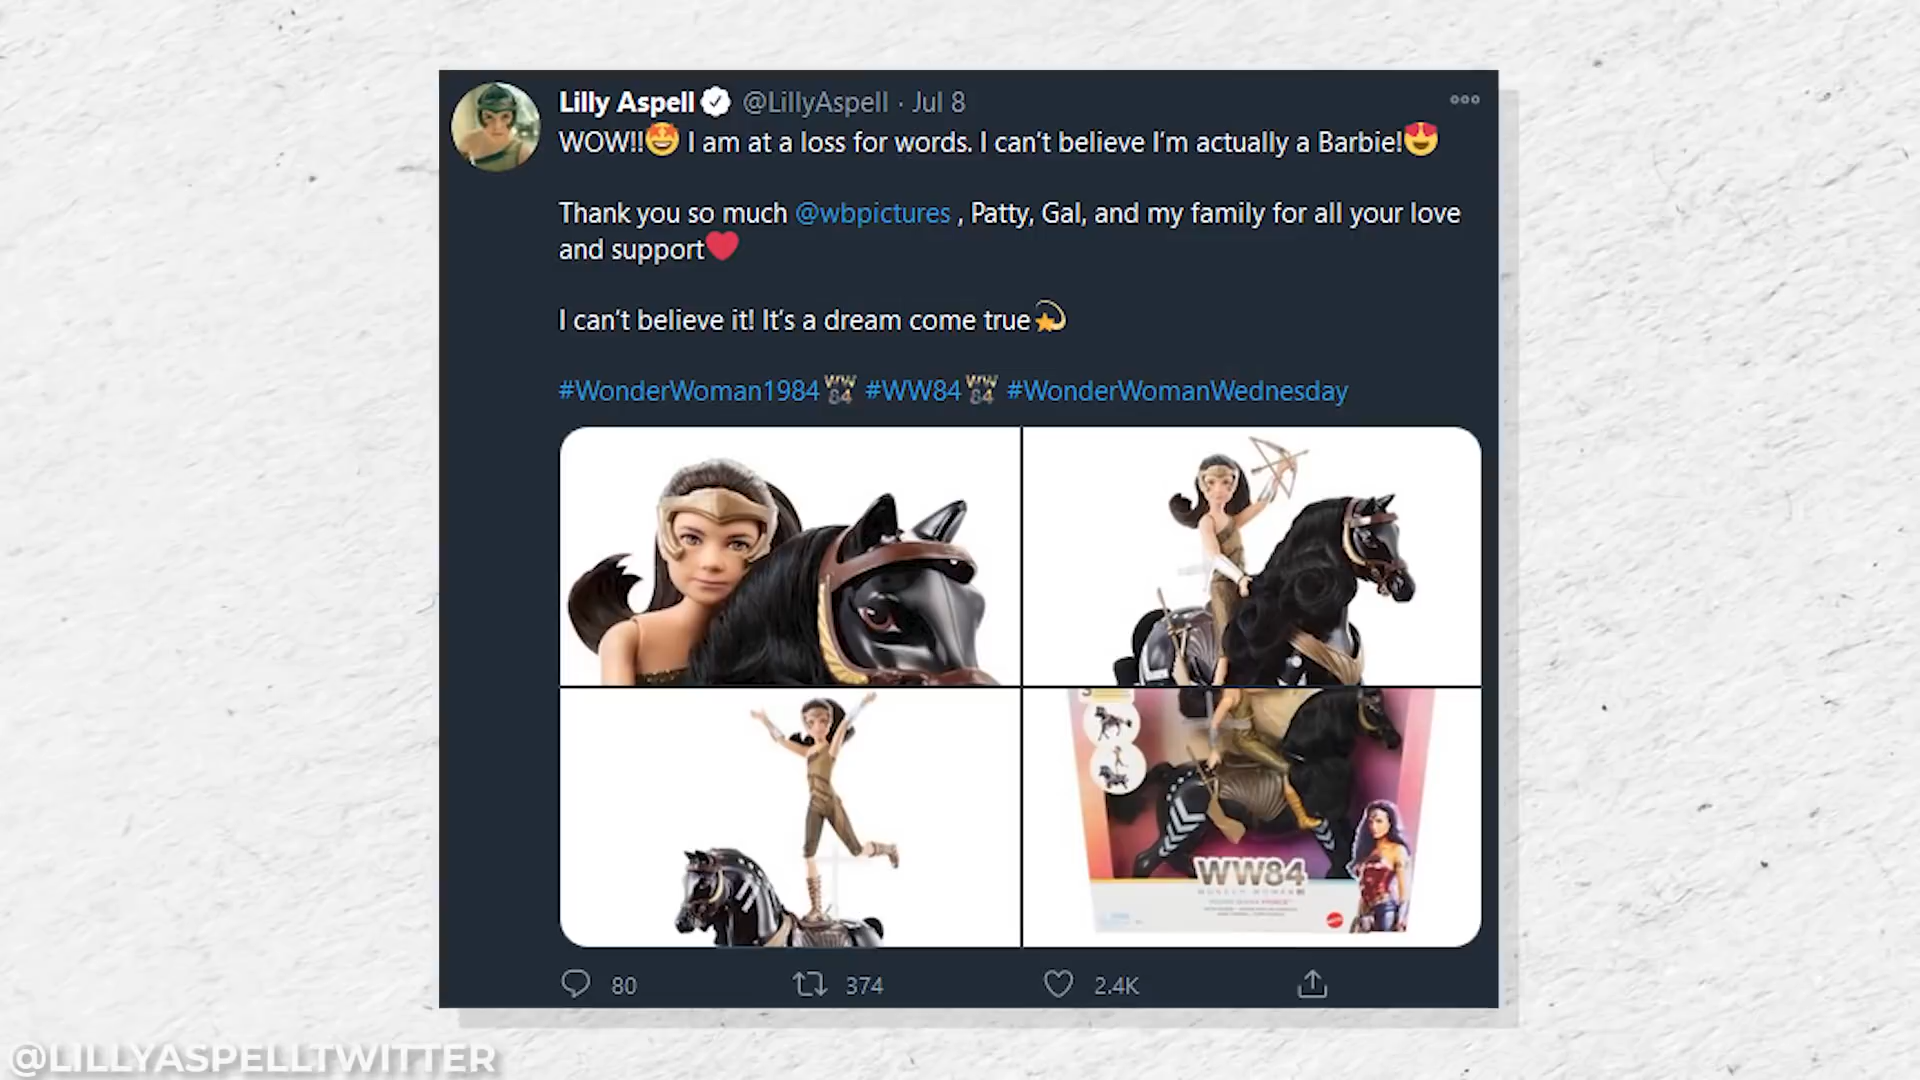 Lilly Aspell @LillyAspell · Jul 8
WOW!!🤩 I am at a loss for words. I can't believe I'm actually a Barbie!😍
Thank you so much @wbpictures , Patty, Gal, and my family for all your love
and support❤️
I can't believe it! It's a dream come true💫
#WonderWoman1984 #WW84 #WonderWomanWednesday
WW84
80 374 2.4K
@LILLYASPELLTWITTER